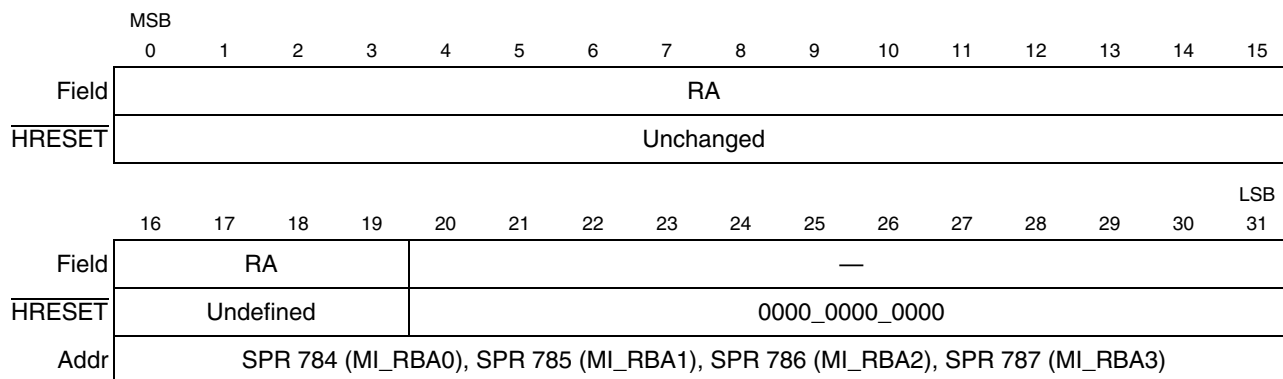 MSB
0 1 2 3 4 5 6 7 8 9 10 11 12 13 14 15
Field RA
HRESET Unchanged
LSB
16 17 18 19 20 21 22 23 24 25 26 27 28 29 30 31
Field RA —
HRESET Undefined 0000_0000_0000
Addr SPR 784 (MI_RBA0), SPR 785 (MI_RBA1), SPR 786 (MI_RBA2), SPR 787 (MI_RBA3)